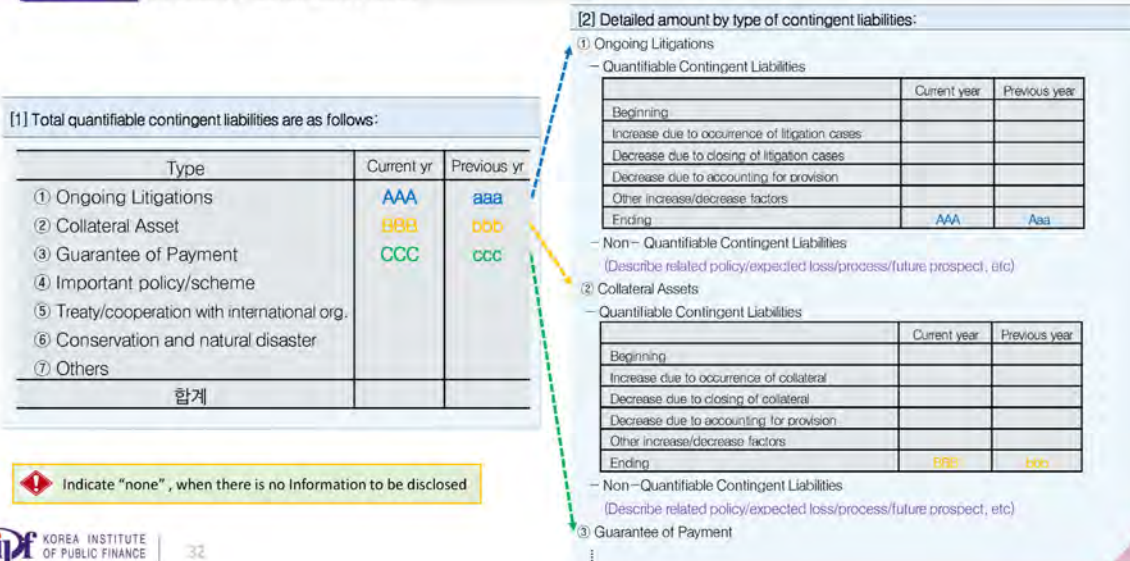 [1] Total quantifiable contingent liabilities are as follows:
Type Current yr Previous yr
① Ongoing Litigations AAA aaa
② Collateral Asset BBB bbb
③ Guarantee of Payment CCC ccc
④ Important policy/scheme
⑤ Treaty/cooperation with international org.
⑥ Conservation and natural disaster
⑦ Others
합계
Indicate "none" , when there is no Information to be disclosed
KOREA INSTITUTE
OF PUBLIC FINANCE
32
[2] Detailed amount by type of contingent liabilities:
① Ongoing Litigations
- Quantifiable Contingent Liabilities
Current year Previous year
Beginning
Increase due to occurrence of litigation cases
Decrease due to closing of litigation cases
Decrease due to accounting for provision
Other increase/decrease factors
Ending AAA Aaa
- Non- Quantifiable Contingent Liabilities
(Describe related policy/expected loss/process/future prospect, etc)
② Collateral Assets
- Quantifiable Contingent Liabilities
Current year Previous year
Beginning
Increase due to occurrence of collateral
Decrease due to closing of collateral
Decrease due to accounting for provision
Other increase/decrease factors
Ending BBB bbb
- Non-Quantifiable Contingent Liabilities
(Describe related policy/expected loss/process/future prospect, etc)
③ Guarantee of Payment